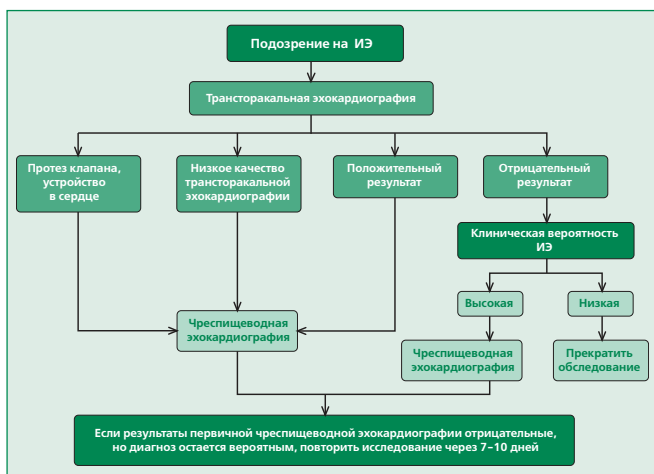 Подозрение на ИЭ
Трансторакальная эхокардиография
Протез клапана,
устройство
в сердце
Низкое качество
трансторакальной
эхокардиографии
Положительный
результат
Отрицательный
результат
Клиническая вероятность
ИЭ
Высокая
Низкая
Чреспищеводная
эхокардиография
Чреспищеводная
эхокардиография
Прекратить
обследование
Если результаты первичной чреспищеводной эхокардиографии отрицательные,
но диагноз остается вероятным, повторить исследование через 7–10 дней